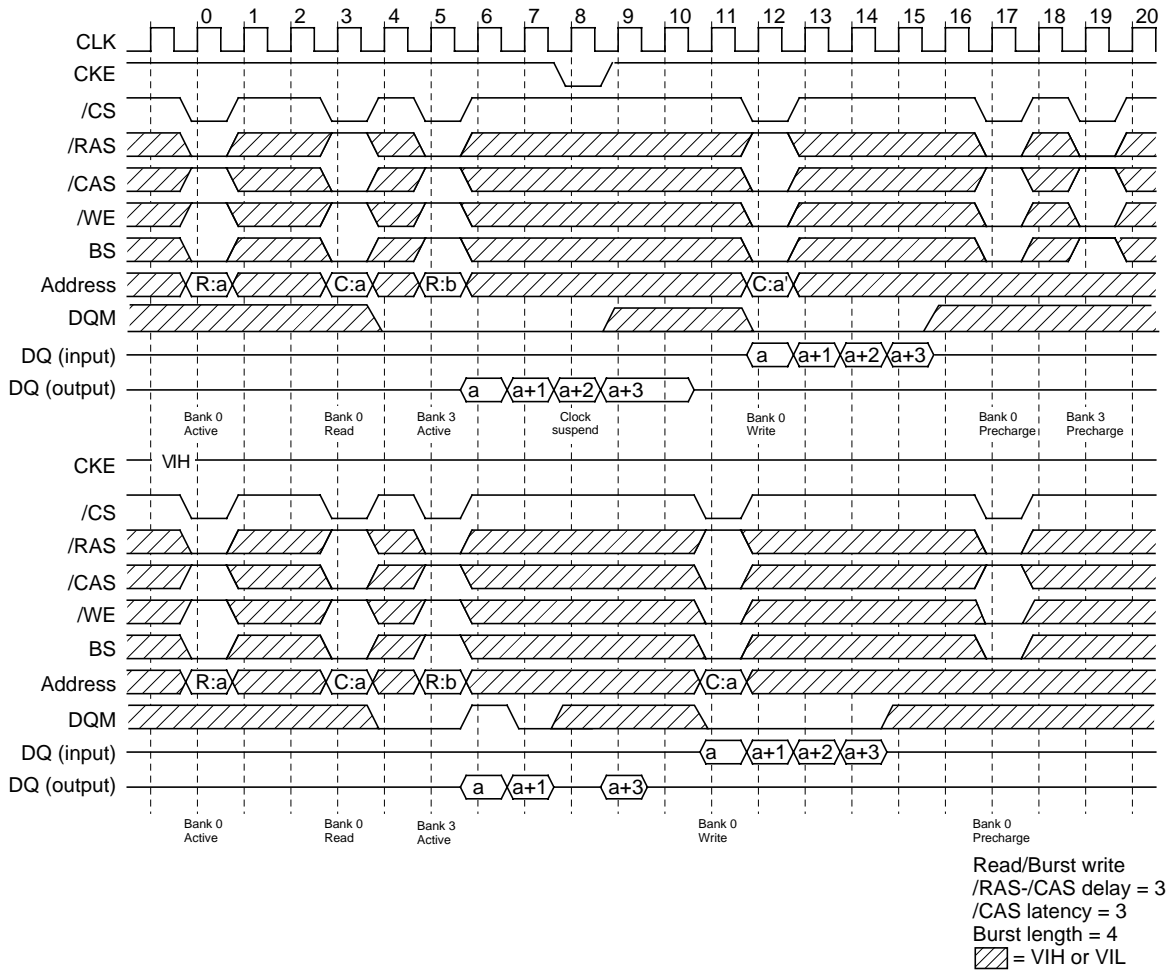 0 1 2 3 4 5 6 7 8 9 10 11 12 13 14 15 16 17 18 19 20
CLK
CKE
/CS
/RAS
/CAS
/WE
BS
Address R:a C:a R:b C:a'
DQM
DQ (input) a a+1 a+2 a+3
DQ (output) a a+1 a+2 a+3
Bank 0 Bank 0 Bank 3 Clock Bank 0 Bank 0 Bank 3
Active Read Active suspend Write Precharge Precharge
CKE VIH
/CS
/RAS
/CAS
/WE
BS
Address R:a C:a R:b C:a
DQM
DQ (input) a a+1 a+2 a+3
DQ (output) a a+1 a+3
Bank 0 Bank 0 Bank 3 Bank 0 Bank 0
Active Read Active Write Precharge
Read/Burst write
/RAS-/CAS delay = 3
/CAS latency = 3
Burst length = 4
= VIH or VIL